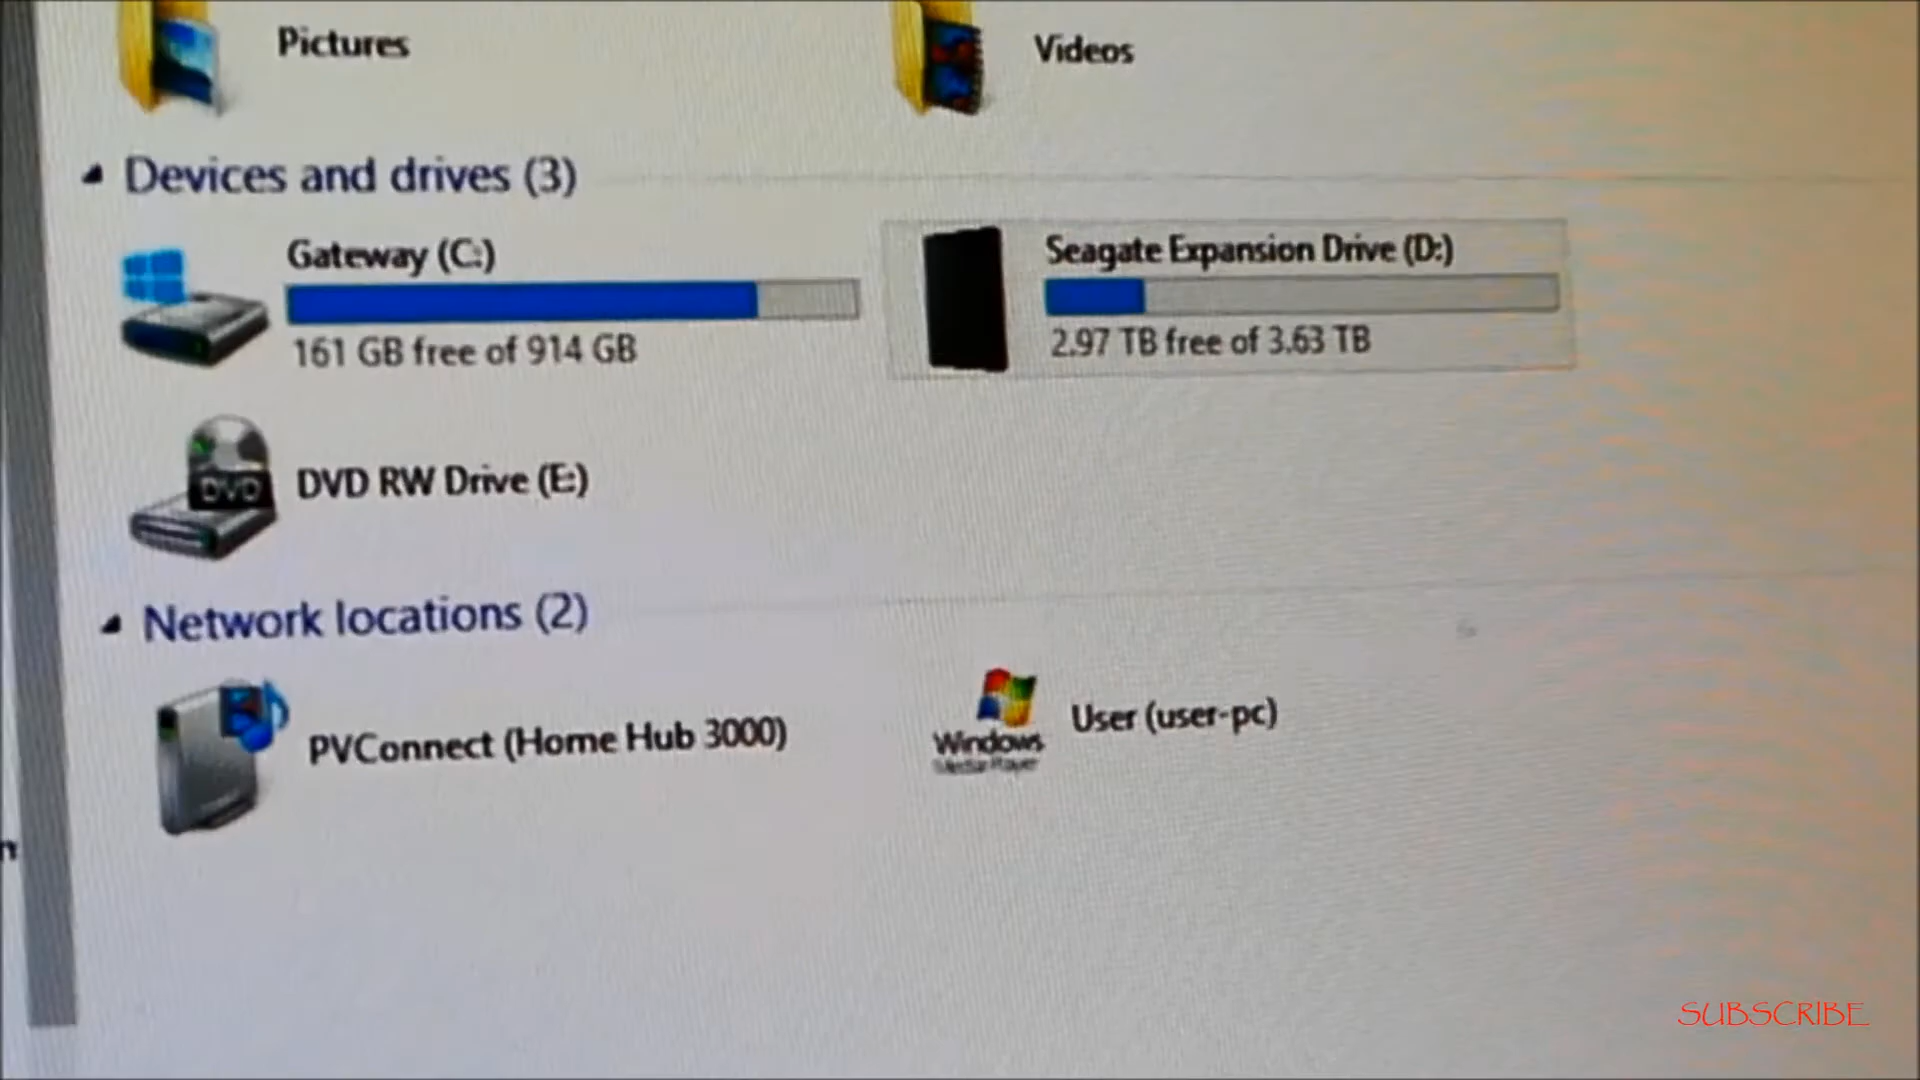 Pictures
Videos
Devices and drives (3)
Gateway (C:)
161 GB free of 914 GB
Seagate Expansion Drive (D:)
2.97 TB free of 3.63 TB
DVD
DVD RW Drive (E:)
Network locations (2)
PVConnect (Home Hub 3000)
Windows
Media Player
User (user-pc)
SUBSCRIBE